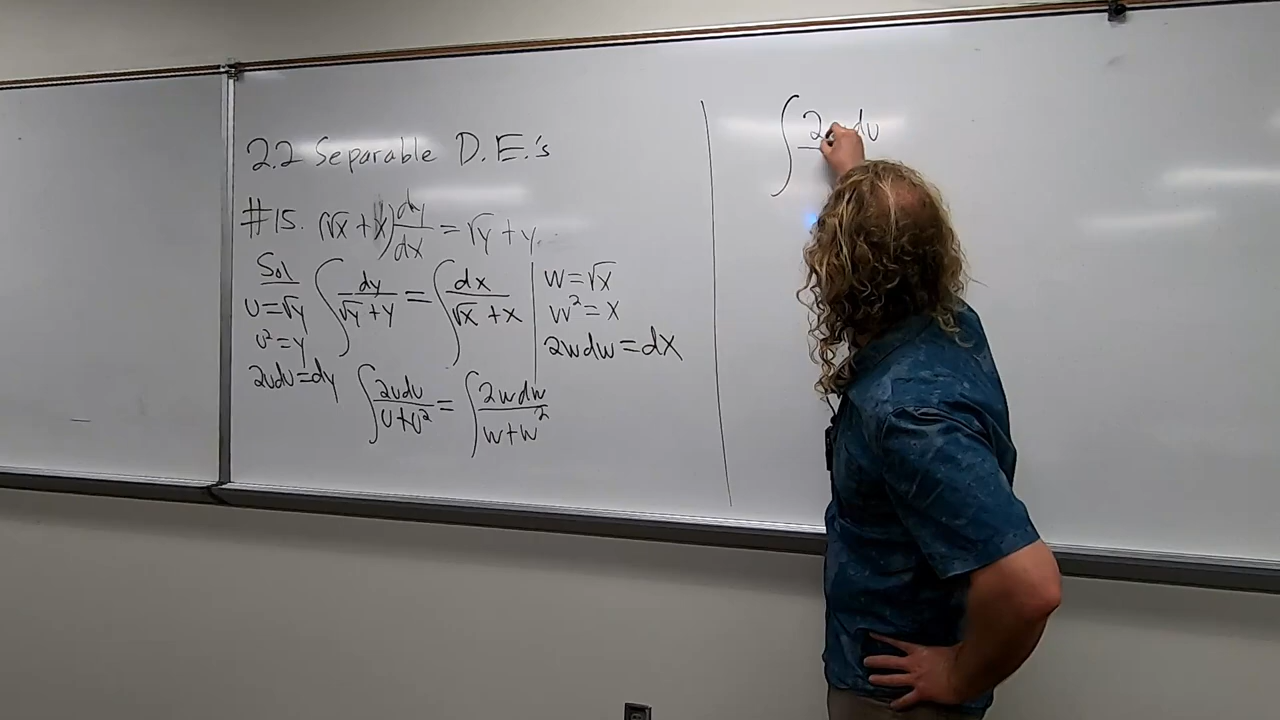 2.2 Separable D.E.'s
#15. (√x + x) dy/dx = √y + y.
Sol
∫ dy/(√y + y) = ∫ dx/(√x + x)
u = √y
u² = y
2udu = dy
w = √x
w² = x
2wdw = dx
∫ 2udu/(u + u²) = ∫ 2wdw/(w + w²)
∫ 2 du